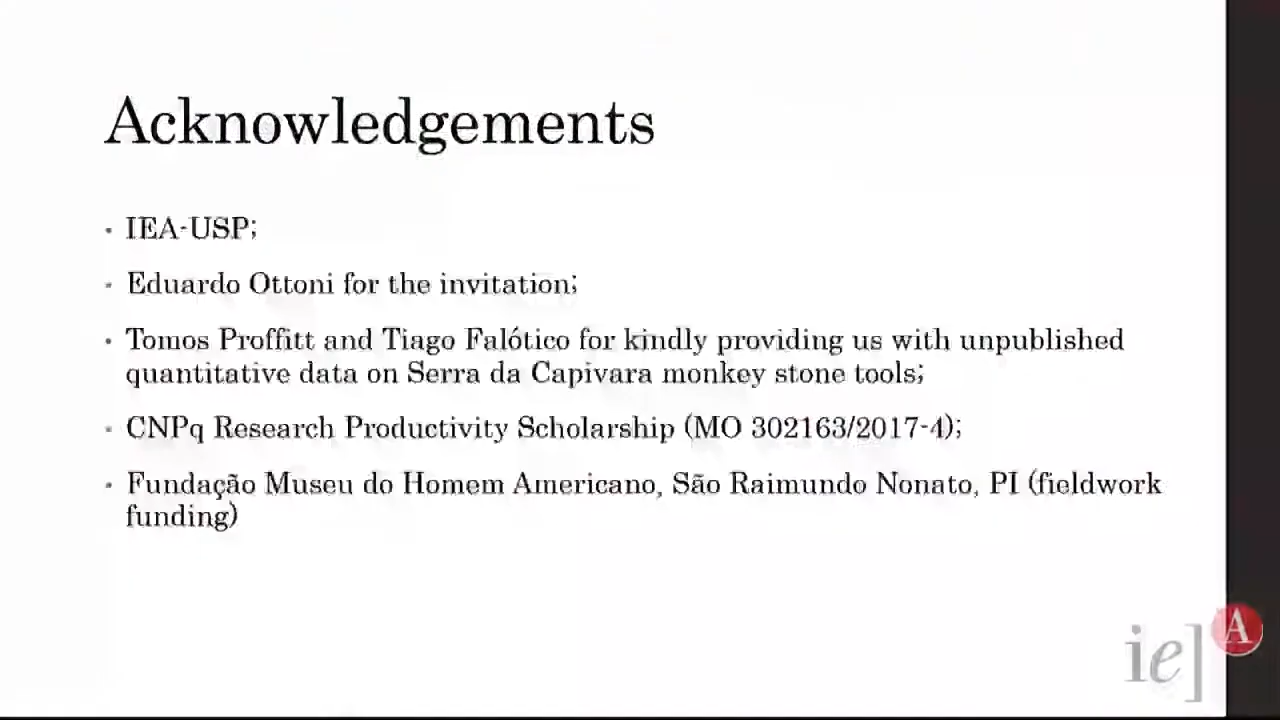 Acknowledgements
• IEA-USP;
• Eduardo Ottoni for the invitation;
• Tomos Proffitt and Tiago Falótico for kindly providing us with unpublished
quantitative data on Serra da Capivara monkey stone tools;
• CNPq Research Productivity Scholarship (MO 302163/2017-4);
• Fundação Museu do Homem Americano, São Raimundo Nonato, PI (fieldwork
funding)
ie] A